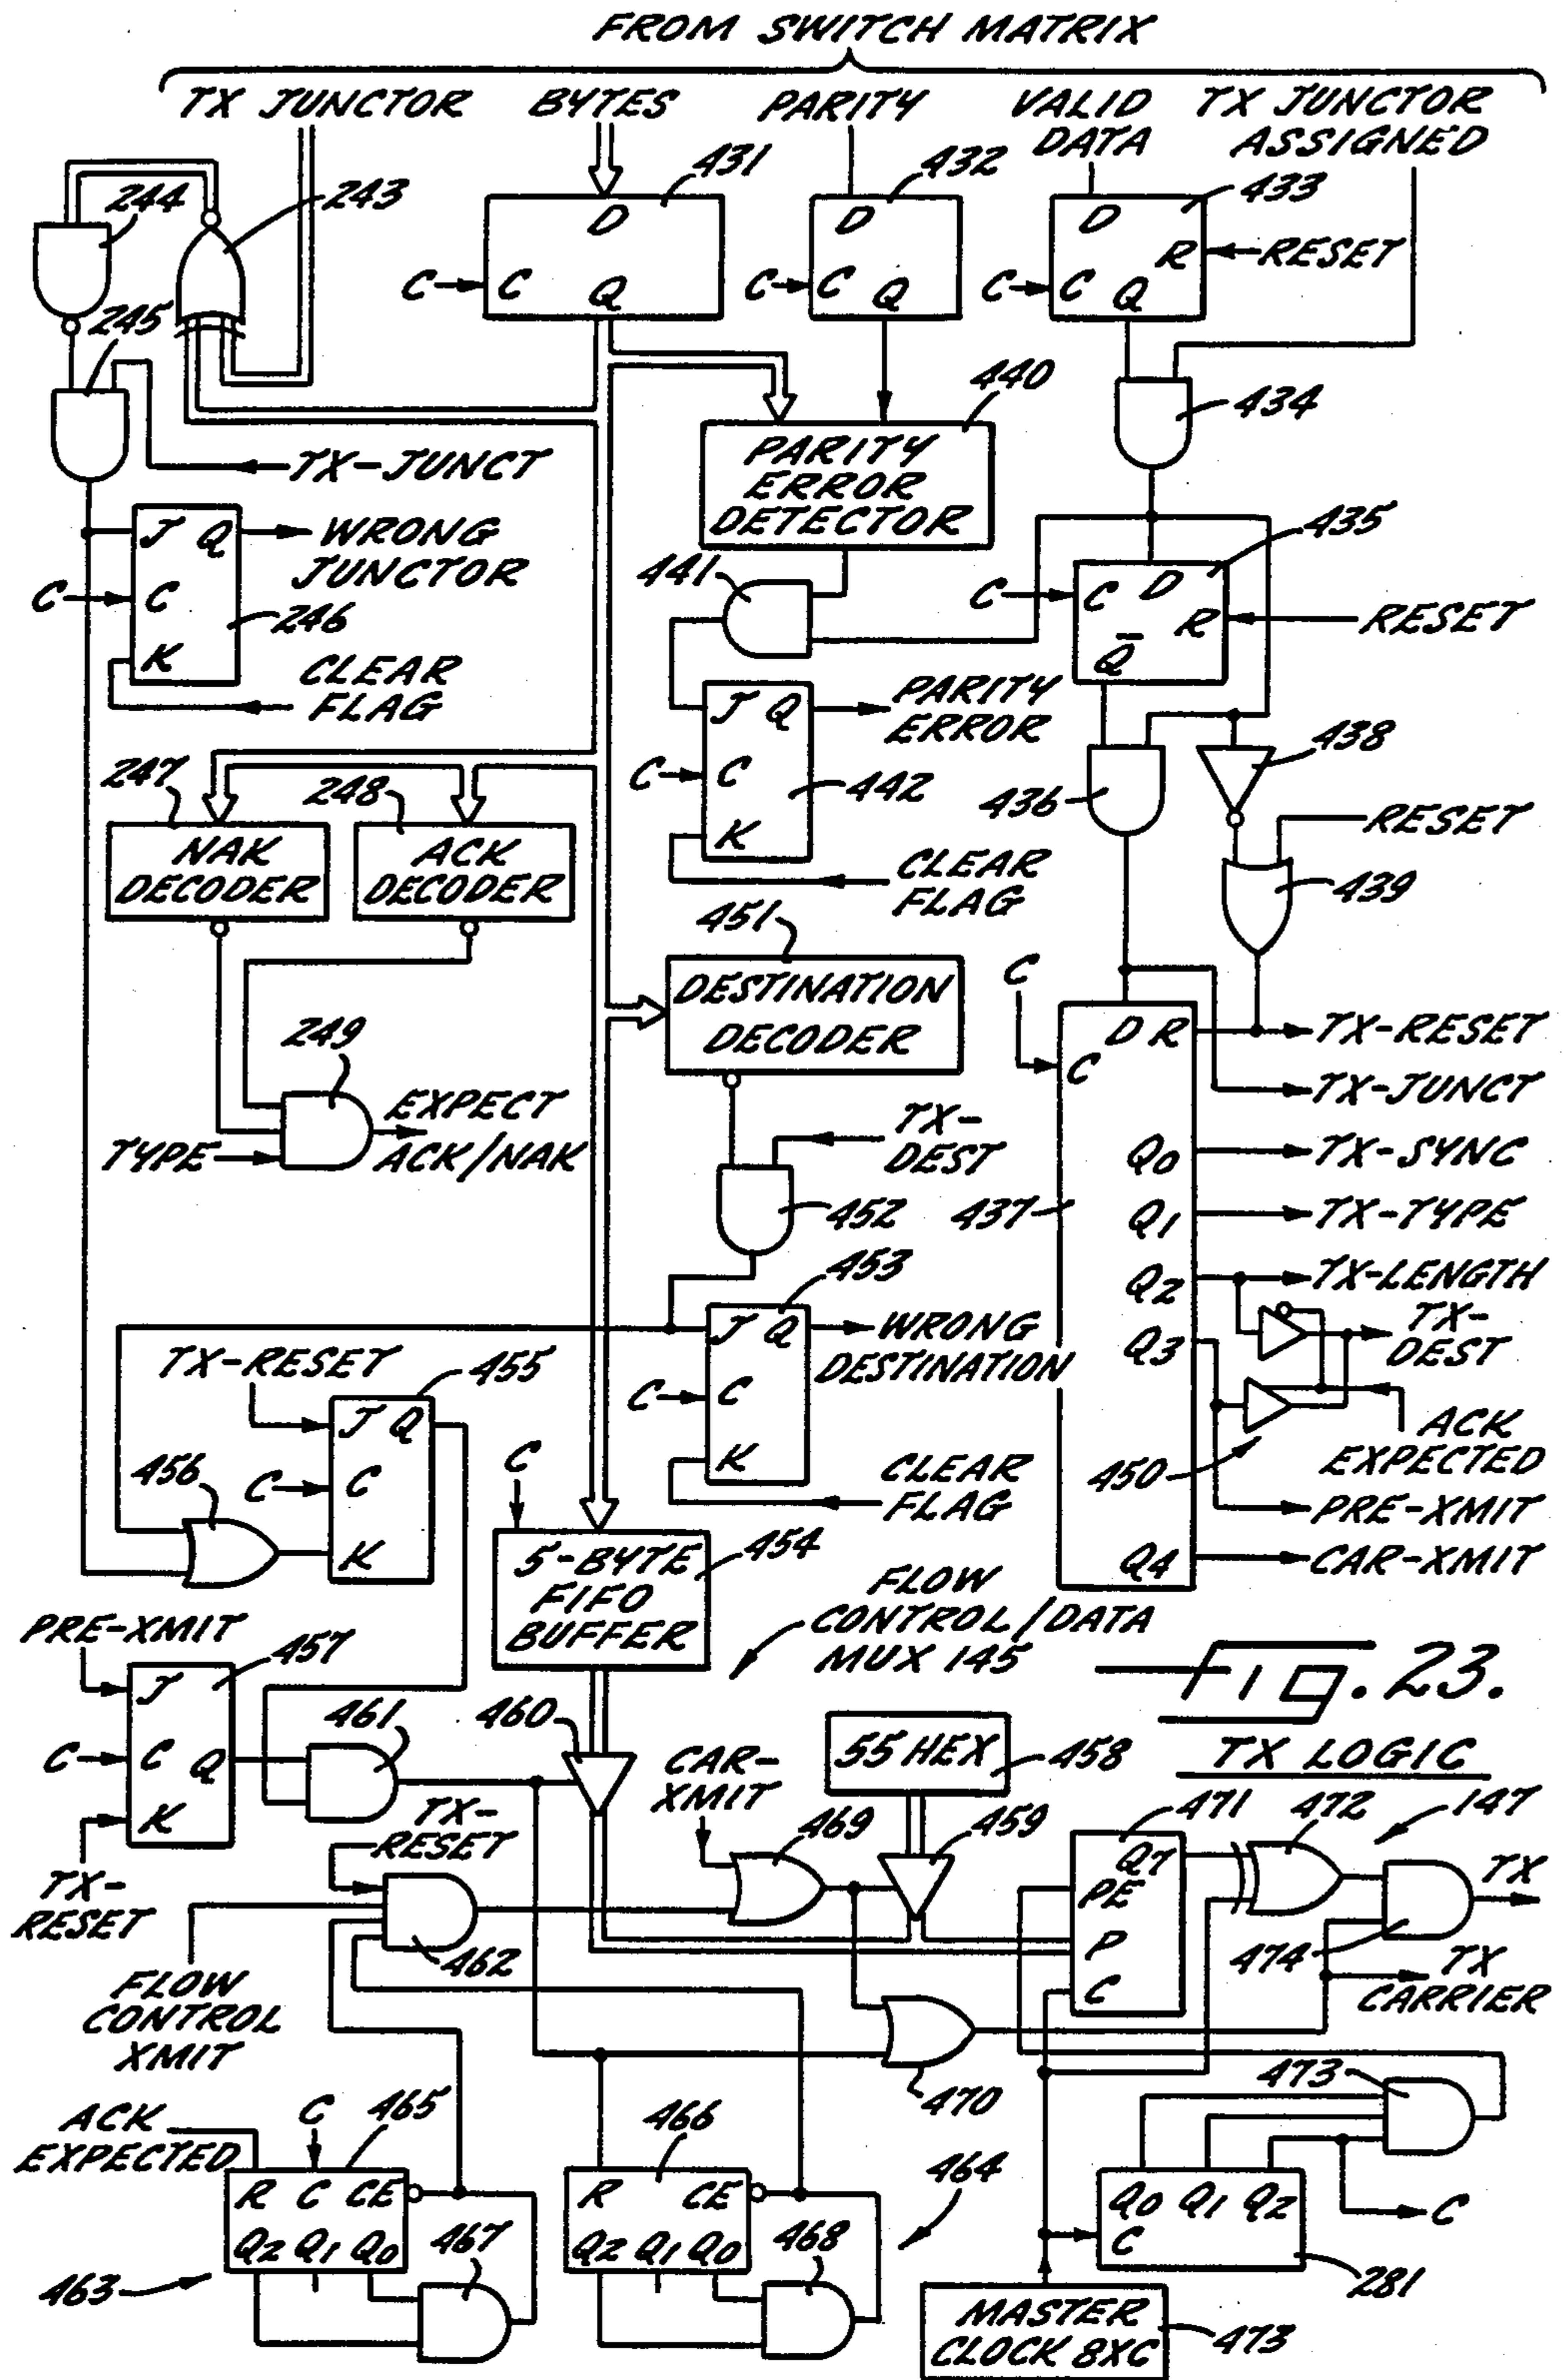 FROM SWITCH MATRIX
TX JUNCTOR
BYTES
PARITY
VALID
DATA
TX JUNCTOR
ASSIGNED
244
243
431
432
433
D
C
C
Q
D
C
C
Q
D
R
RESET
C
C
Q
245
TX-JUNCT
440
PARITY
ERROR
DETECTOR
434
J
Q
WRONG
JUNCTOR
C
C
246
K
CLEAR
FLAG
441
435
C
C
D
R
RESET
Q
J
Q
PARITY
ERROR
C
C
442
K
CLEAR
FLAG
438
436
RESET
439
247
248
NAK
DECODER
ACK
DECODER
451
DESTINATION
DECODER
C
249
EXPECT
ACK/NAK
TYPE
TX-
DEST
452
437
D
R
TX-RESET
C
TX-JUNCT
Q0
TX-SYNC
Q1
TX-TYPE
Q2
TX-LENGTH
Q3
TX-
DEST
ACK
EXPECTED
450
PRE-XMIT
Q4
CAR-XMIT
453
J
Q
WRONG
DESTINATION
C
C
K
CLEAR
FLAG
TX-RESET
455
J
Q
C
C
K
456
C
5-BYTE
FIFO
BUFFER
454
FLOW
CONTROL/DATA
MUX 145
FIG. 23.
TX LOGIC
PRE-XMIT
457
J
C
C
Q
K
TX-
RESET
461
460
CAR-
XMIT
55 HEX
458
TX-
RESET
469
459
471
472
147
Q7
PE
P
C
TX
474
TX
CARRIER
462
FLOW
CONTROL
XMIT
470
473
ACK
EXPECTED
C
465
R
C
CE
Q2
Q1
Q0
467
463
466
R
CE
Q2
Q1
Q0
468
464
Q0
Q1
Q2
C
C
281
MASTER
CLOCK 8XC
473